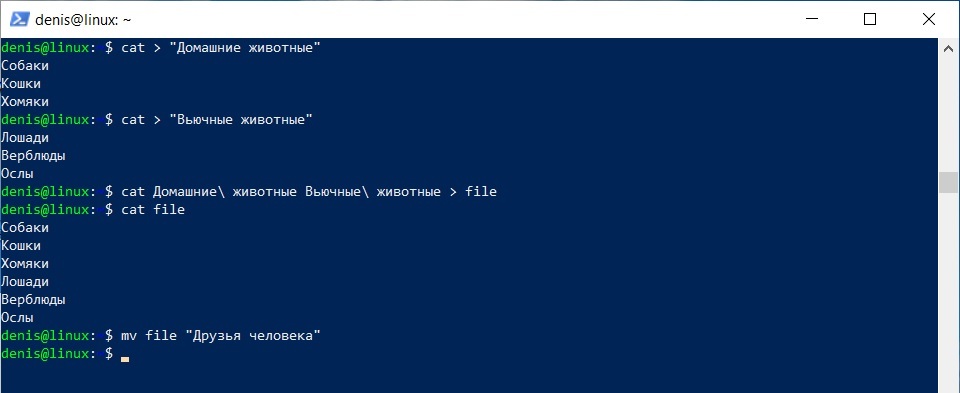 denis@linux: ~
denis@linux: $ cat > "Домашние животные"
Собаки
Кошки
Хомяки
denis@linux: $ cat > "Вьючные животные"
Лошади
Верблюды
Ослы
denis@linux: $ cat Домашние\ животные Вьючные\ животные > file
denis@linux: $ cat file
Собаки
Кошки
Хомяки
Лошади
Верблюды
Ослы
denis@linux: $ mv file "Друзья человека"
denis@linux: $